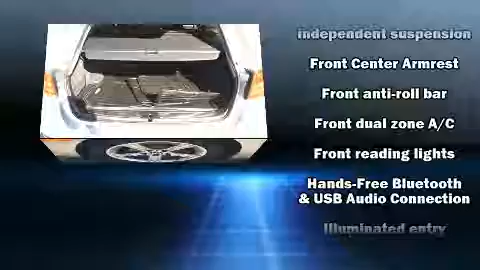 independent suspension
Front Center Armrest
Front anti-roll bar
Front dual zone A/C
Front reading lights
Hands-Free Bluetooth
& USB Audio Connection
Illuminated entry